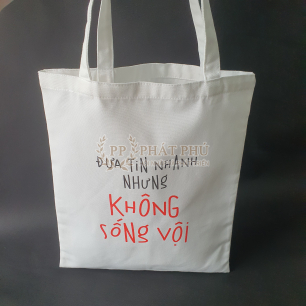 PP PHÁT PHÚ
ĐƯA TIN NHANH
NHƯNG
KHÔNG
SỐNG VỘI